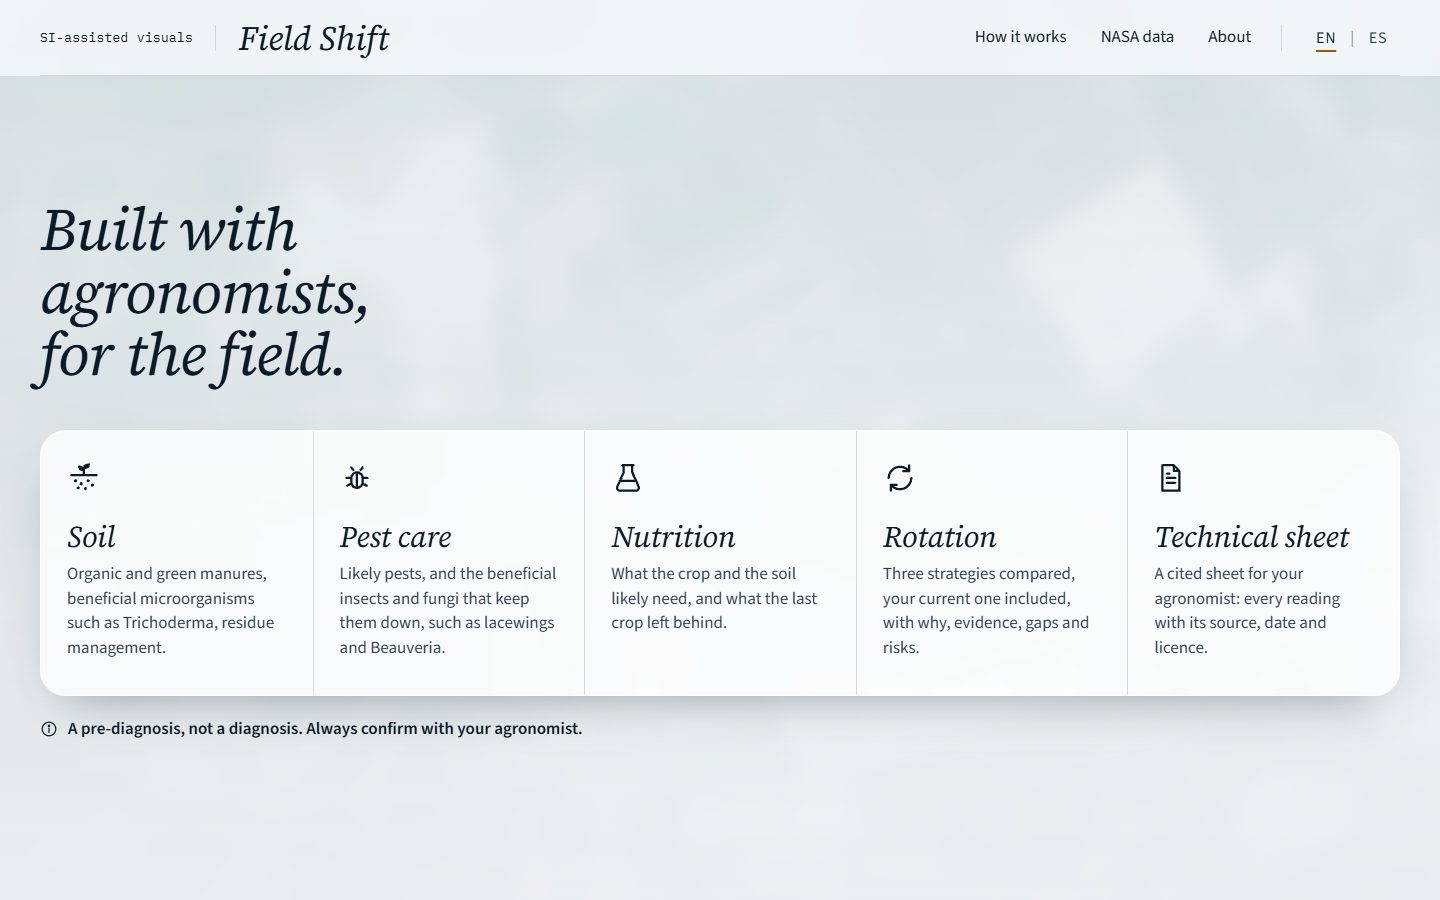 SI-assisted visuals
Field Shift
How it works
NASA data
About
EN | ES
Built with
agronomists,
for the field.
Soil
Organic and green manures,
beneficial microorganisms
such as Trichoderma, residue
management.
Pest care
Likely pests, and the beneficial
insects and fungi that keep
them down, such as lacewings
and Beauveria.
Nutrition
What the crop and the soil
likely need, and what the last
crop left behind.
Rotation
Three strategies compared,
your current one included,
with why, evidence, gaps and
risks.
Technical sheet
A cited sheet for your
agronomist: every reading
with its source, date and
licence.
A pre-diagnosis, not a diagnosis. Always confirm with your agronomist.